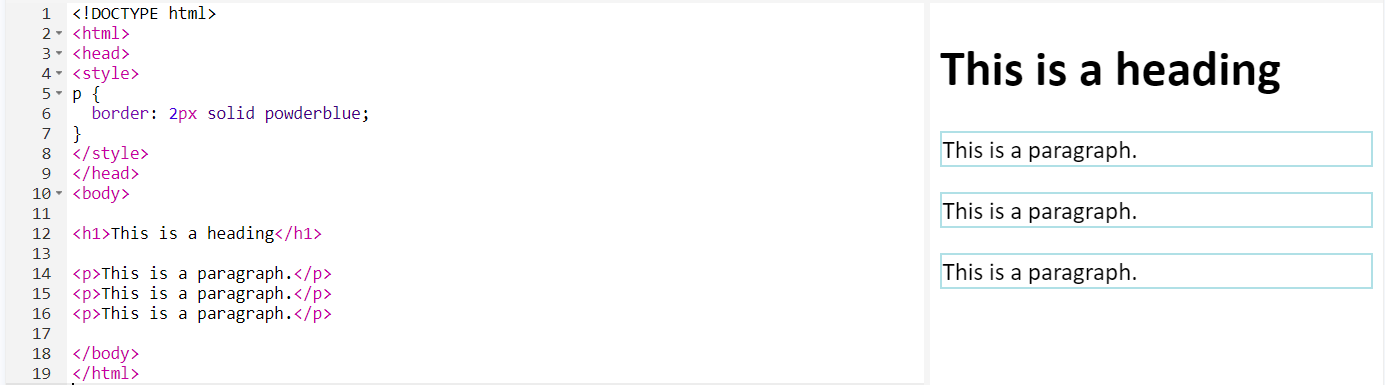 1 <!DOCTYPE html>
2 <html>
3 <head>
4 <style>
5 p {
6   border: 2px solid powderblue;
7 }
8 </style>
9 </head>
10 <body>
11
12 <h1>This is a heading</h1>
13
14 <p>This is a paragraph.</p>
15 <p>This is a paragraph.</p>
16 <p>This is a paragraph.</p>
17
18 </body>
19 </html>
This is a heading
This is a paragraph.
This is a paragraph.
This is a paragraph.